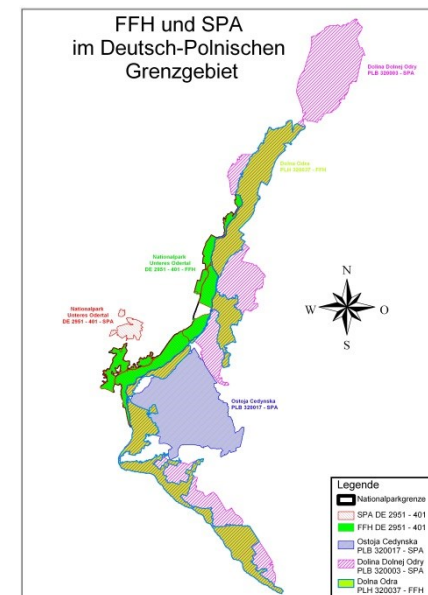 FFH und SPA
im Deutsch-Polnischen
Grenzgebiet
Dolina Dolnej Odry
PLB 320003 - SPA
Dolna Odra
PLH 320037 - FFH
Nationalpark
Unteres Odertal
DE 2951 - 401 - FFH
Nationalpark
Unteres Odertal
DE 2951 - 401 - SPA
N
W
O
S
Ostoja Cedynska
PLB 320017 - SPA
Legende
Nationalparkgrenze
SPA DE 2951 - 401
FFH DE 2951 - 401
Ostoja Cedynska
PLB 320017 - SPA
Dolina Dolnej Odry
PLB 320003 - SPA
Dolna Odra
PLH 320037 - FFH